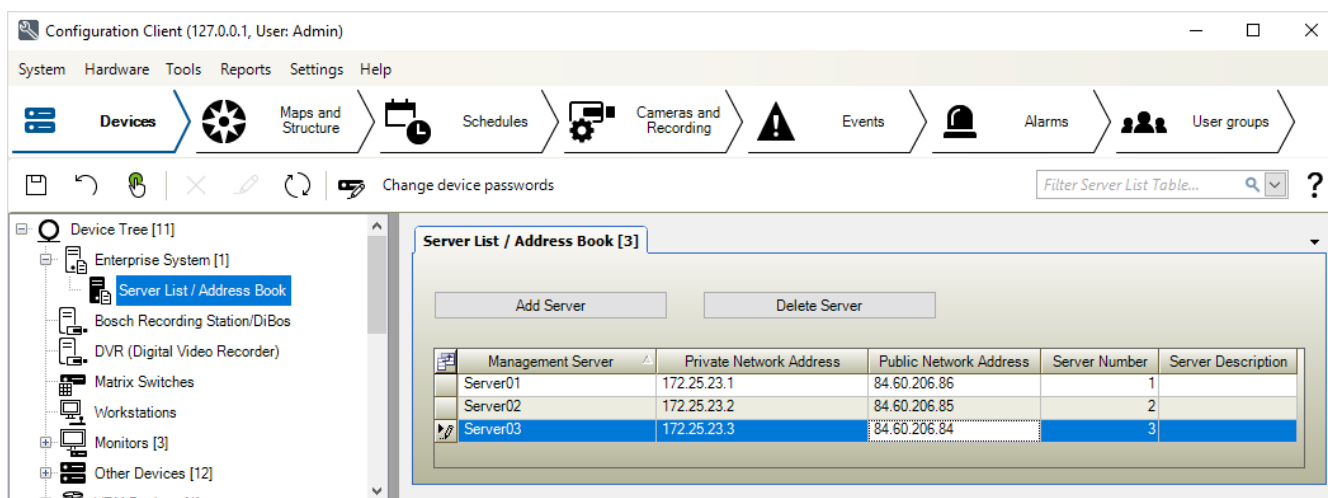 Configuration Client (127.0.0.1, User: Admin)
System Hardware Tools Reports Settings Help
Devices
Maps and Structure
Schedules
Cameras and Recording
Events
Alarms
User groups
Change device passwords
Filter Server List Table...
?
Device Tree [11]
Enterprise System [1]
Server List / Address Book
Bosch Recording Station/DiBos
DVR (Digital Video Recorder)
Matrix Switches
Workstations
Monitors [3]
Other Devices [12]
Server List / Address Book [3]
Add Server Delete Server
Management Server Private Network Address Public Network Address Server Number Server Description
Server01 172.25.23.1 84.60.206.86 1
Server02 172.25.23.2 84.60.206.85 2
Server03 172.25.23.3 84.60.206.84 3